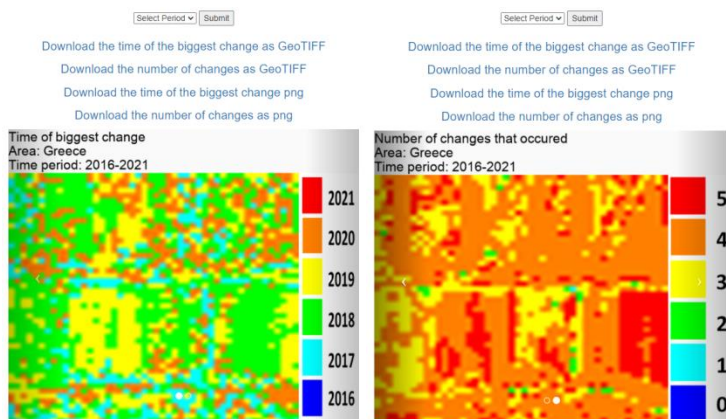 Select Period Submit
Download the time of the biggest change as GeoTIFF
Download the number of changes as GeoTIFF
Download the time of the biggest change png
Download the number of changes as png
Time of biggest change
Area: Greece
Time period: 2016-2021
2021
2020
2019
2018
2017
2016
Select Period Submit
Download the time of the biggest change as GeoTIFF
Download the number of changes as GeoTIFF
Download the time of the biggest change png
Download the number of changes as png
Number of changes that occured
Area: Greece
Time period: 2016-2021
5
4
3
2
1
0